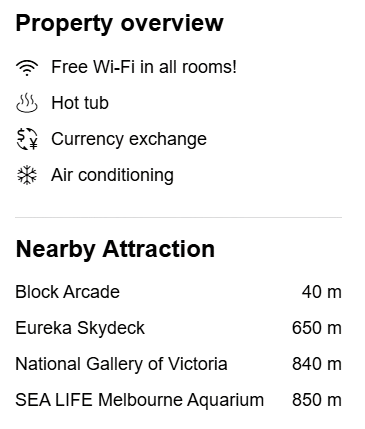 Property overview
Free Wi-Fi in all rooms!
Hot tub
Currency exchange
Air conditioning
Nearby Attraction
Block Arcade 40 m
Eureka Skydeck 650 m
National Gallery of Victoria 840 m
SEA LIFE Melbourne Aquarium 850 m